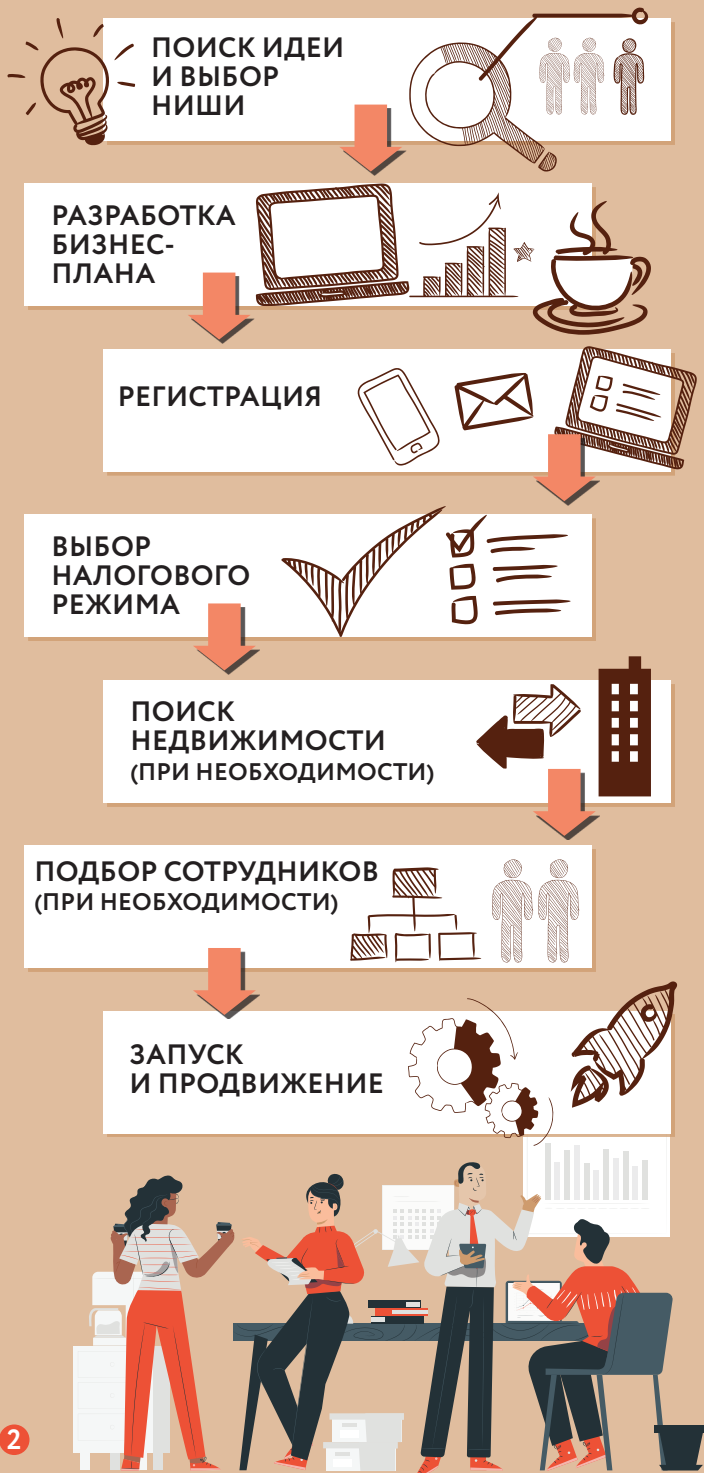 ПОИСК ИДЕИ
И ВЫБОР
НИШИ
РАЗРАБОТКА
БИЗНЕС-
ПЛАНА
РЕГИСТРАЦИЯ
ВЫБОР
НАЛОГОВОГО
РЕЖИМА
ПОИСК
НЕДВИЖИМОСТИ
(ПРИ НЕОБХОДИМОСТИ)
ПОДБОР СОТРУДНИКОВ
(ПРИ НЕОБХОДИМОСТИ)
ЗАПУСК
И ПРОДВИЖЕНИЕ
2